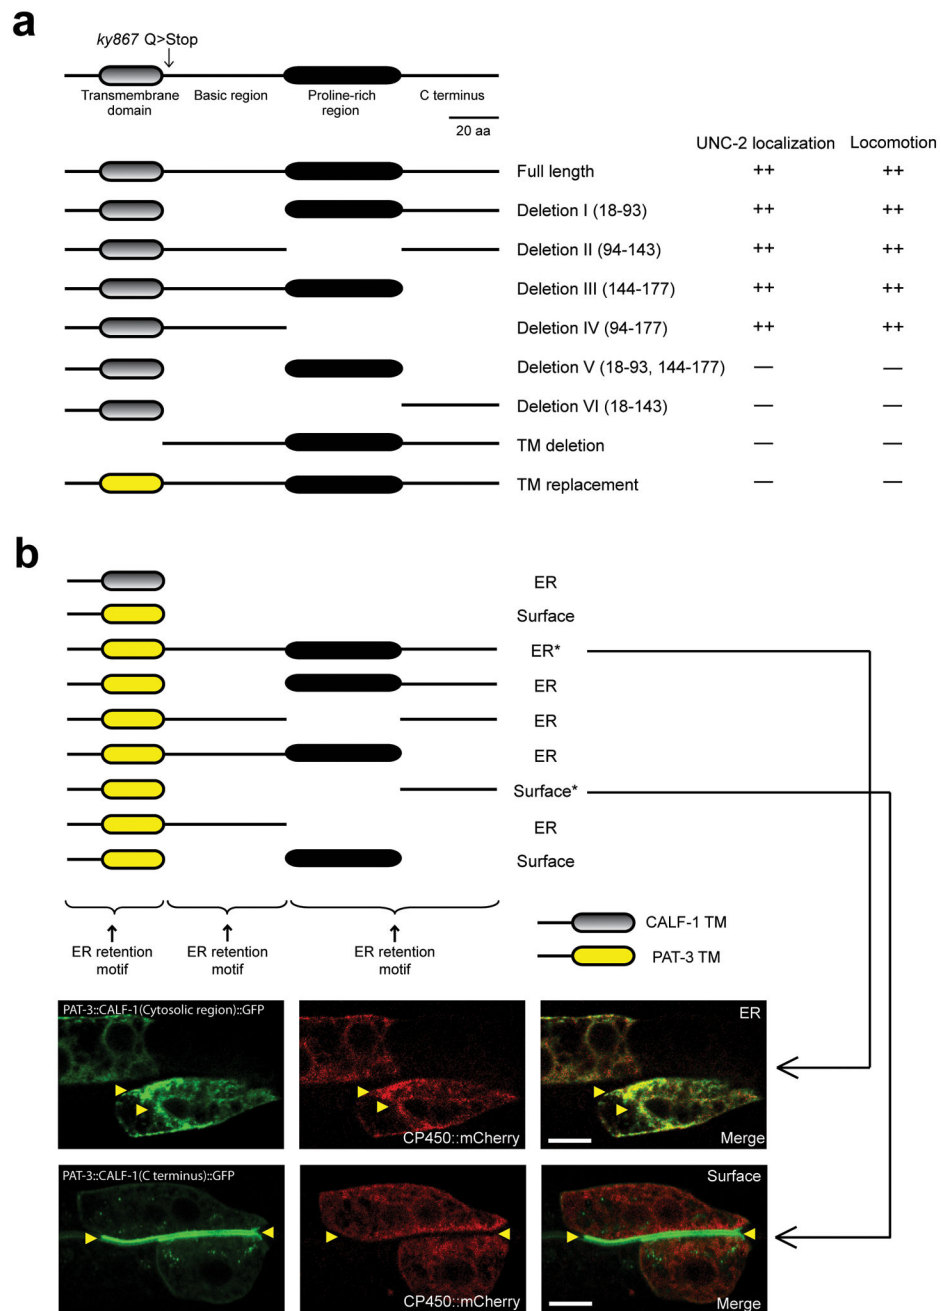 a
ky867 Q>Stop
Transmembrane domain
Basic region
Proline-rich region
C terminus
20 aa
UNC-2 localization
Locomotion
Full length ++ ++
Deletion I (18-93) ++ ++
Deletion II (94-143) ++ ++
Deletion III (144-177) ++ ++
Deletion IV (94-177) ++ ++
Deletion V (18-93, 144-177) — —
Deletion VI (18-143) — —
TM deletion — —
TM replacement — —
b
ER
Surface
ER*
ER
ER
ER
Surface*
ER
Surface
ER retention motif
ER retention motif
ER retention motif
CALF-1 TM
PAT-3 TM
PAT-3::CALF-1(Cytosolic region)::GFP
CP450::mCherry
ER
Merge
PAT-3::CALF-1(C terminus)::GFP
CP450::mCherry
Surface
Merge